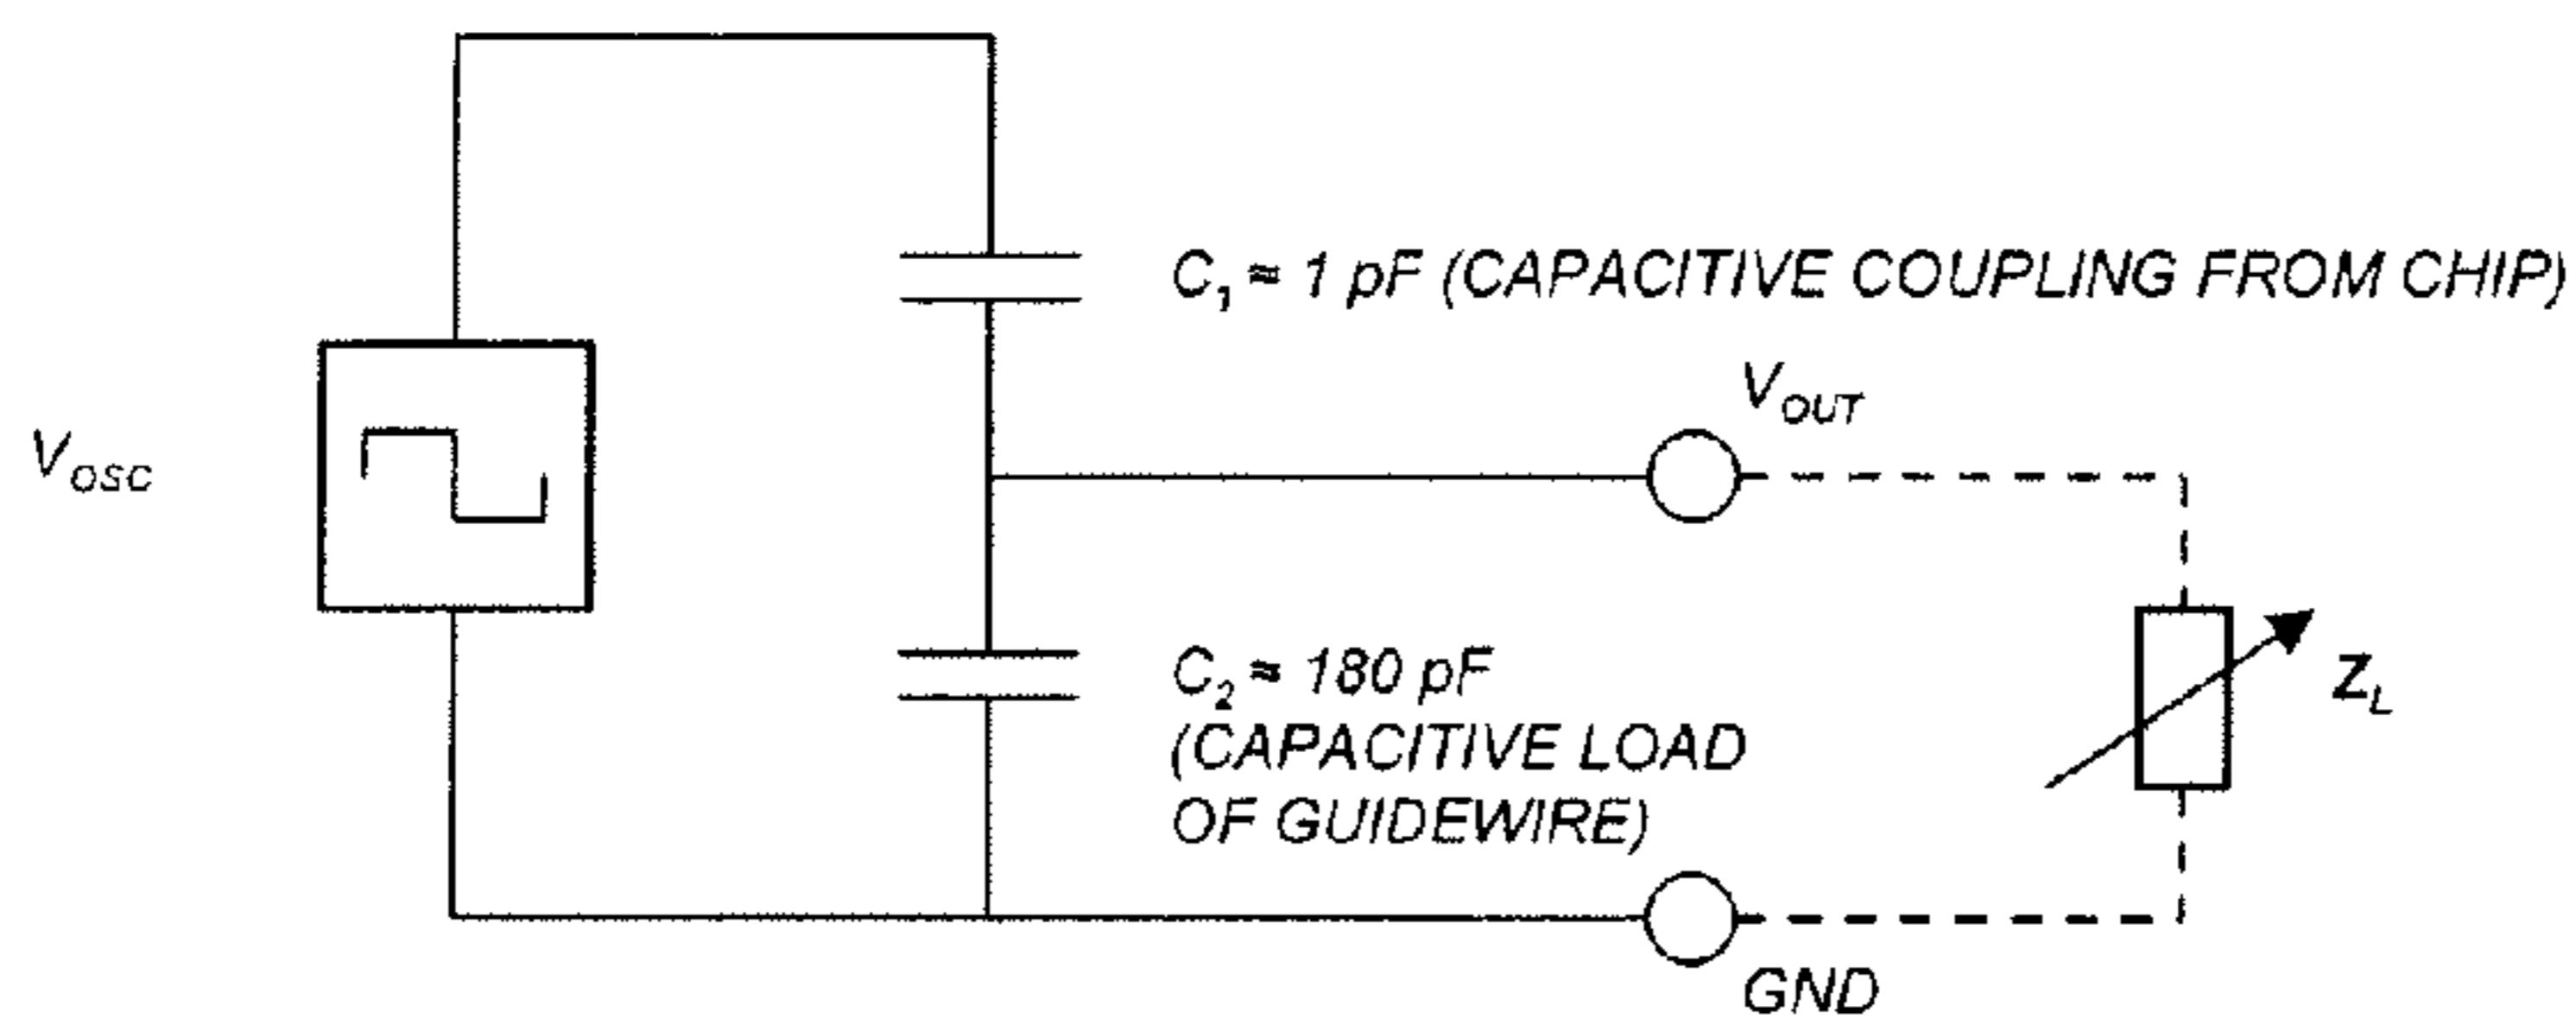 C₁ ≈ 1 pF (CAPACITIVE COUPLING FROM CHIP)
V_OUT
V_OSC
C₂ ≈ 180 pF
(CAPACITIVE LOAD
OF GUIDEWIRE)
Z_L
GND